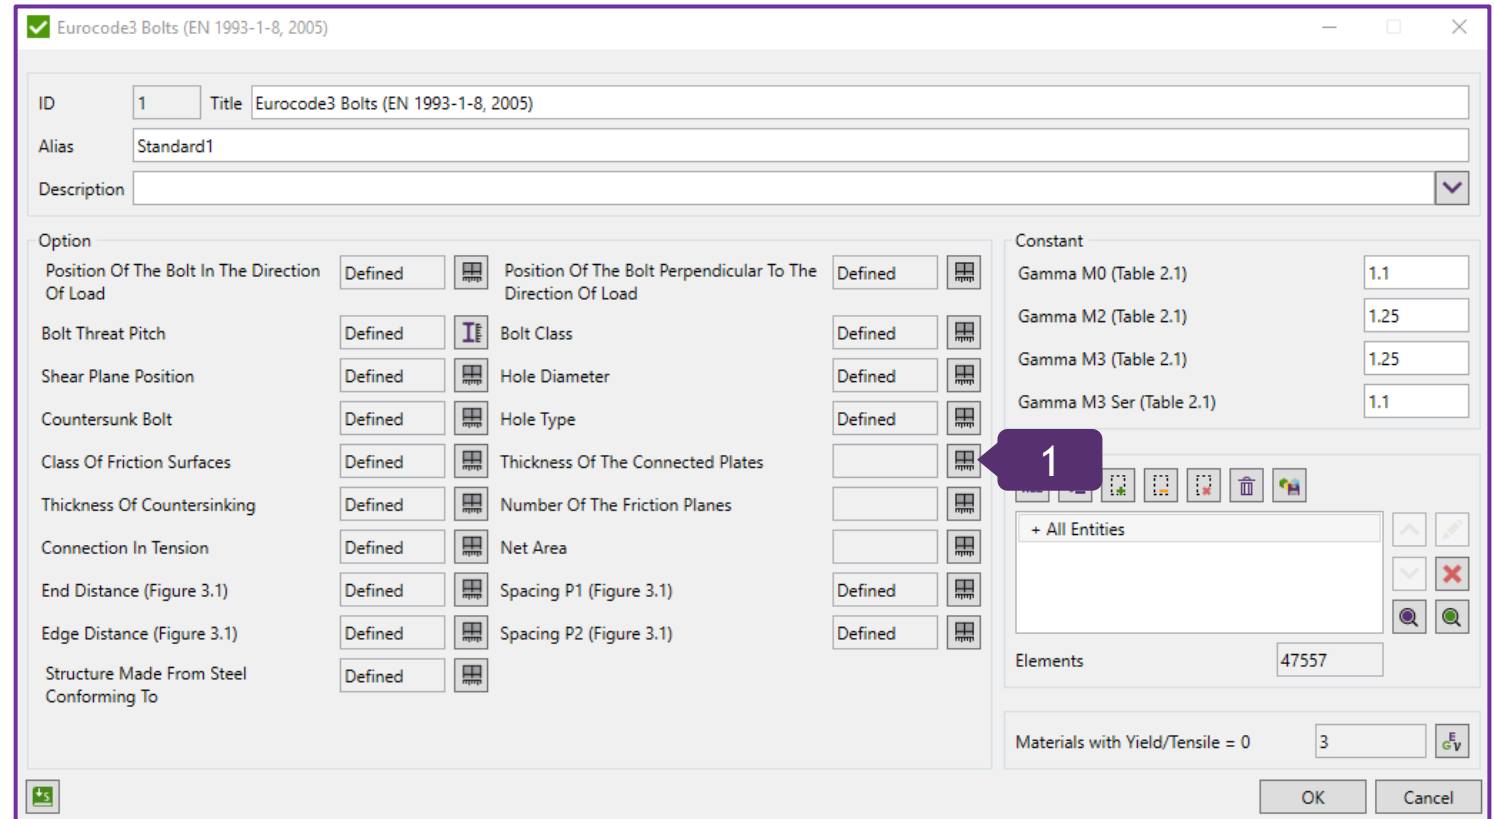 Eurocode3 Bolts (EN 1993-1-8, 2005)
ID 1 Title Eurocode3 Bolts (EN 1993-1-8, 2005)
Alias Standard1
Description
Option
Position Of The Bolt In The Direction
Of Load
Defined
Position Of The Bolt Perpendicular To The
Direction Of Load
Defined
Bolt Threat Pitch Defined Bolt Class Defined
Shear Plane Position Defined Hole Diameter Defined
Countersunk Bolt Defined Hole Type Defined
Class Of Friction Surfaces Defined Thickness Of The Connected Plates
1
Thickness Of Countersinking Defined Number Of The Friction Planes
Connection In Tension Defined Net Area
End Distance (Figure 3.1) Defined Spacing P1 (Figure 3.1) Defined
Edge Distance (Figure 3.1) Defined Spacing P2 (Figure 3.1) Defined
Structure Made From Steel
Conforming To
Defined
Constant
Gamma M0 (Table 2.1) 1.1
Gamma M2 (Table 2.1) 1.25
Gamma M3 (Table 2.1) 1.25
Gamma M3 Ser (Table 2.1) 1.1
+ All Entities
Elements 47557
Materials with Yield/Tensile = 0 3
OK Cancel